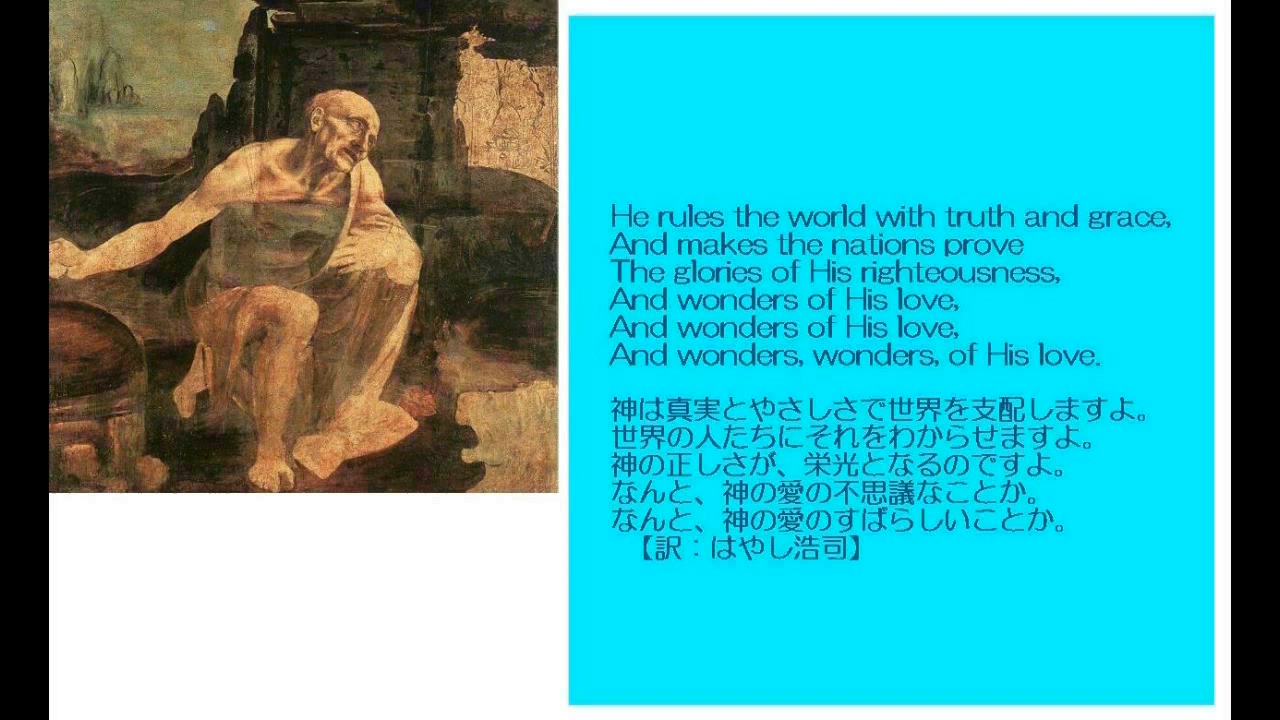 He rules the world with truth and grace,
And makes the nations prove
The glories of His righteousness,
And wonders of His love,
And wonders of His love,
And wonders, wonders, of His love.
神は真実とやさしさで世界を支配しますよ。
世界の人たちにそれをわからせますよ。
神の正しさが、栄光となるのですよ。
なんと、神の愛の不思議なことか。
なんと、神の愛のすばらしいことか。
【訳：はやし浩司】